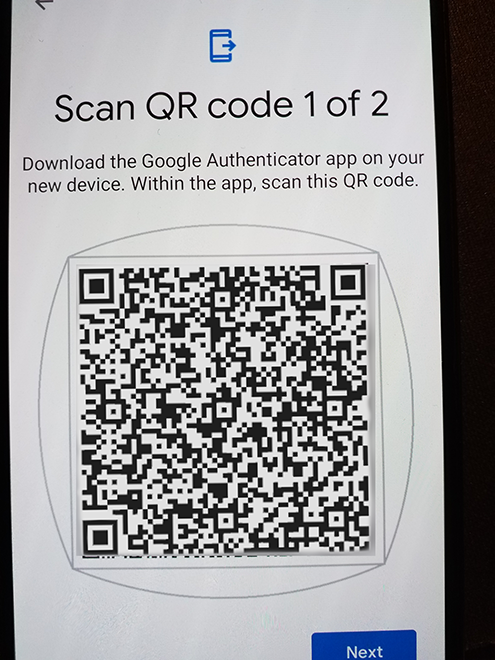 Scan QR code 1 of 2
Download the Google Authenticator app on your
new device. Within the app, scan this QR code.
Next